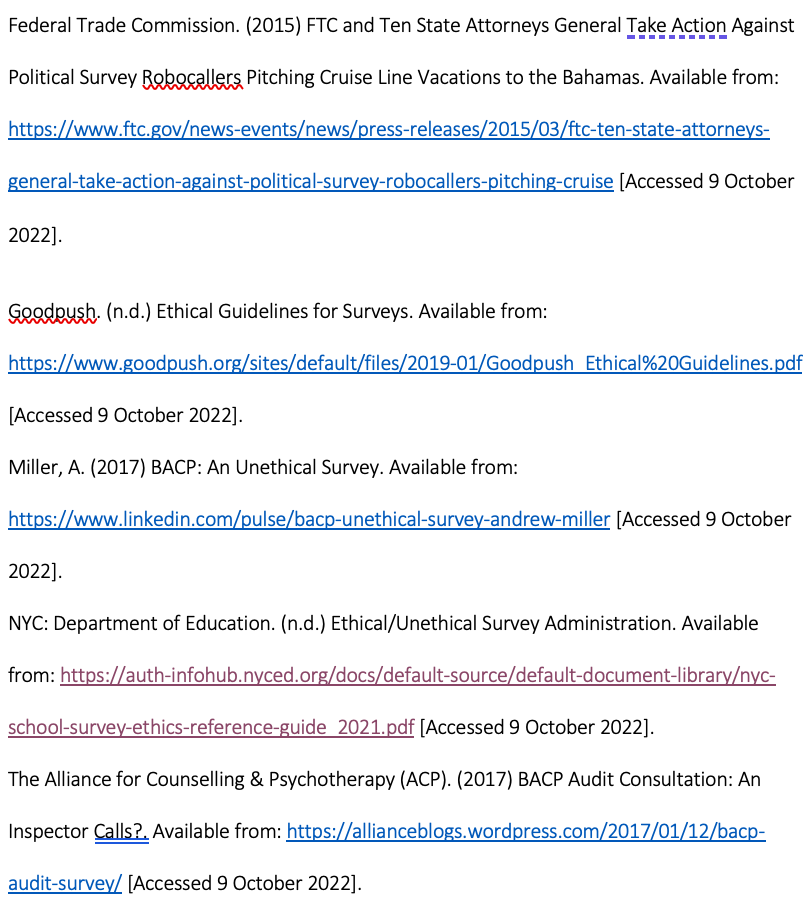 Federal Trade Commission. (2015) FTC and Ten State Attorneys General Take Action Against
Political Survey Robocallers Pitching Cruise Line Vacations to the Bahamas. Available from:
https://www.ftc.gov/news-events/news/press-releases/2015/03/ftc-ten-state-attorneys-
general-take-action-against-political-survey-robocallers-pitching-cruise [Accessed 9 October
2022].
Goodpush. (n.d.) Ethical Guidelines for Surveys. Available from:
https://www.goodpush.org/sites/default/files/2019-01/Goodpush_Ethical%20Guidelines.pdf
[Accessed 9 October 2022].
Miller, A. (2017) BACP: An Unethical Survey. Available from:
https://www.linkedin.com/pulse/bacp-unethical-survey-andrew-miller [Accessed 9 October
2022].
NYC: Department of Education. (n.d.) Ethical/Unethical Survey Administration. Available
from: https://auth-infohub.nyced.org/docs/default-source/default-document-library/nyc-
school-survey-ethics-reference-guide_2021.pdf [Accessed 9 October 2022].
The Alliance for Counselling & Psychotherapy (ACP). (2017) BACP Audit Consultation: An
Inspector Calls?. Available from: https://allianceblogs.wordpress.com/2017/01/12/bacp-
audit-survey/ [Accessed 9 October 2022].